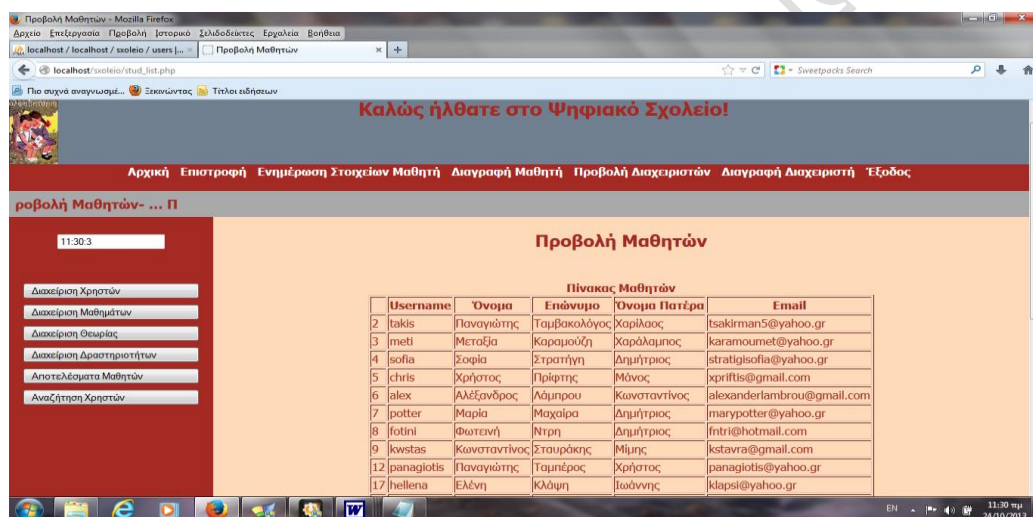 Προβολή Μαθητών - Mozilla Firefox
Αρχείο Επεξεργασία Προβολή Ιστορικό Σελιδοδείκτες Εργαλεία Βοήθεια
localhost / localhost / sxoleio / users |... × Προβολή Μαθητών × +
localhost/sxoleio/stud_list.php Sweetpacks Search
Πιο συχνά αναγνωσμέ... Ξεκινώντας Τίτλοι ειδήσεων
Καλώς ήλθατε στο Ψηφιακό Σχολείο!
Αρχική Επιστροφή Ενημέρωση Στοιχείων Μαθητή Διαγραφή Μαθητή Προβολή Διαχειριστών Διαγραφή Διαχειριστή Έξοδος
ροβολή Μαθητών- ... Π
11:30:3
Διαχείριση Χρηστών
Διαχείριση Μαθημάτων
Διαχείριση Θεωρίας
Διαχείριση Δραστηριοτήτων
Αποτελέσματα Μαθητών
Αναζήτηση Χρηστών
Προβολή Μαθητών
Πίνακας Μαθητών
Username Όνομα Επώνυμο Όνομα Πατέρα Email
2 takis Παναγιώτης Ταμβακολόγος Χαρίλαος tsakirman5@yahoo.gr
3 meti Μεταξία Καραμούζη Χαράλαμπος karamoumet@yahoo.gr
4 sofia Σοφία Στρατήγη Δημήτριος stratigisofia@yahoo.gr
5 chris Χρήστος Πρίφτης Μάνος xpriftis@gmail.com
6 alex Αλέξανδρος Λάμπρου Κωνσταντίνος alexanderlambrou@gmail.com
7 potter Μαρία Μαχαίρα Δημήτριος marypotter@yahoo.gr
8 fotini Φωτεινή Ντρη Δημήτριος fntri@hotmail.com
9 kwstas Κωνσταντίνος Σταυράκης Μίμης kstavra@gmail.com
12 panagiotis Παναγιώτης Ταμπέρος Χρήστος panagiotis@yahoo.gr
17 hellena Ελένη Κλάψη Ιωάννης klapsi@yahoo.gr
EN 11:30 πμ
24/10/2013